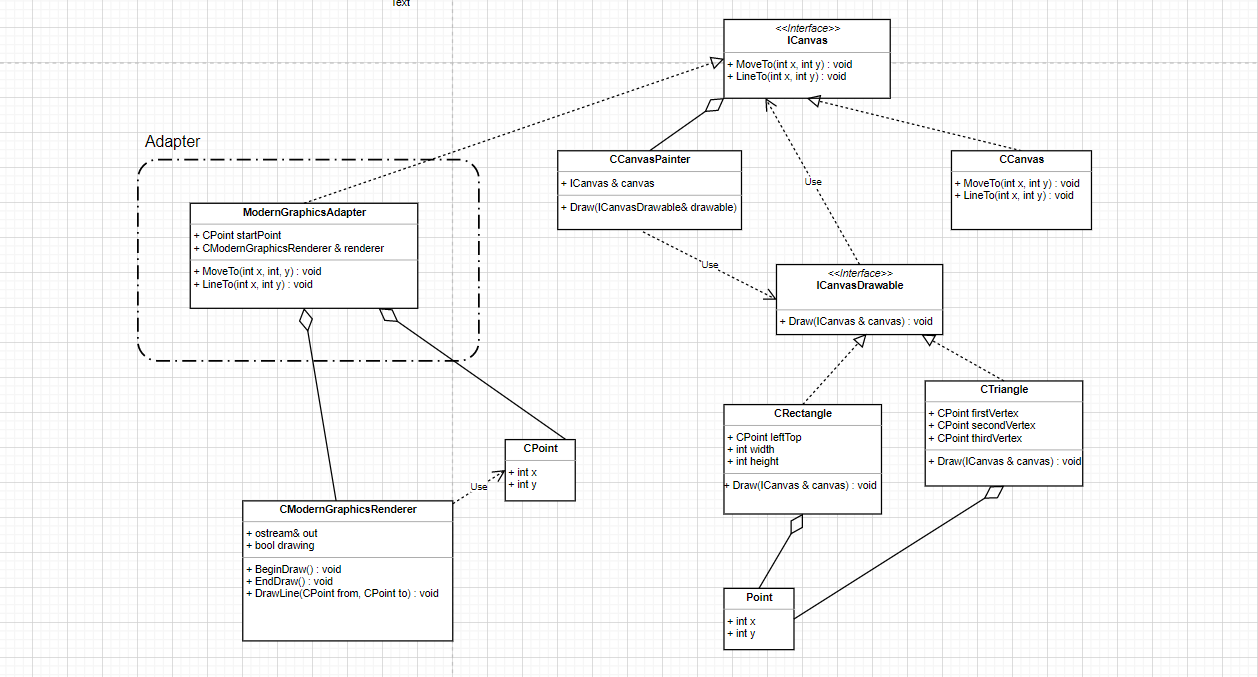 Text
<<Interface>>
ICanvas
+ MoveTo(int x, int y) : void
+ LineTo(int x, int y) : void
Adapter
CCanvasPainter
+ ICanvas & canvas
+ Draw(ICanvasDrawable& drawable)
Use
CCanvas
+ MoveTo(int x, int y) : void
+ LineTo(int x, int y) : void
ModernGraphicsAdapter
+ CPoint startPoint
+ CModernGraphicsRenderer & renderer
+ MoveTo(int x, int, y) : void
+ LineTo(int x, int y) : void
Use
<<Interface>>
ICanvasDrawable
+ Draw(ICanvas & canvas) : void
CRectangle
+ CPoint leftTop
+ int width
+ int height
+ Draw(ICanvas & canvas) : void
CTriangle
+ CPoint firstVertex
+ CPoint secondVertex
+ CPoint thirdVertex
+ Draw(ICanvas & canvas) : void
CPoint
+ int x
+ int y
Use
CModernGraphicsRenderer
+ ostream& out
+ bool drawing
+ BeginDraw() : void
+ EndDraw() : void
+ DrawLine(CPoint from, CPoint to) : void
Point
+ int x
+ int y